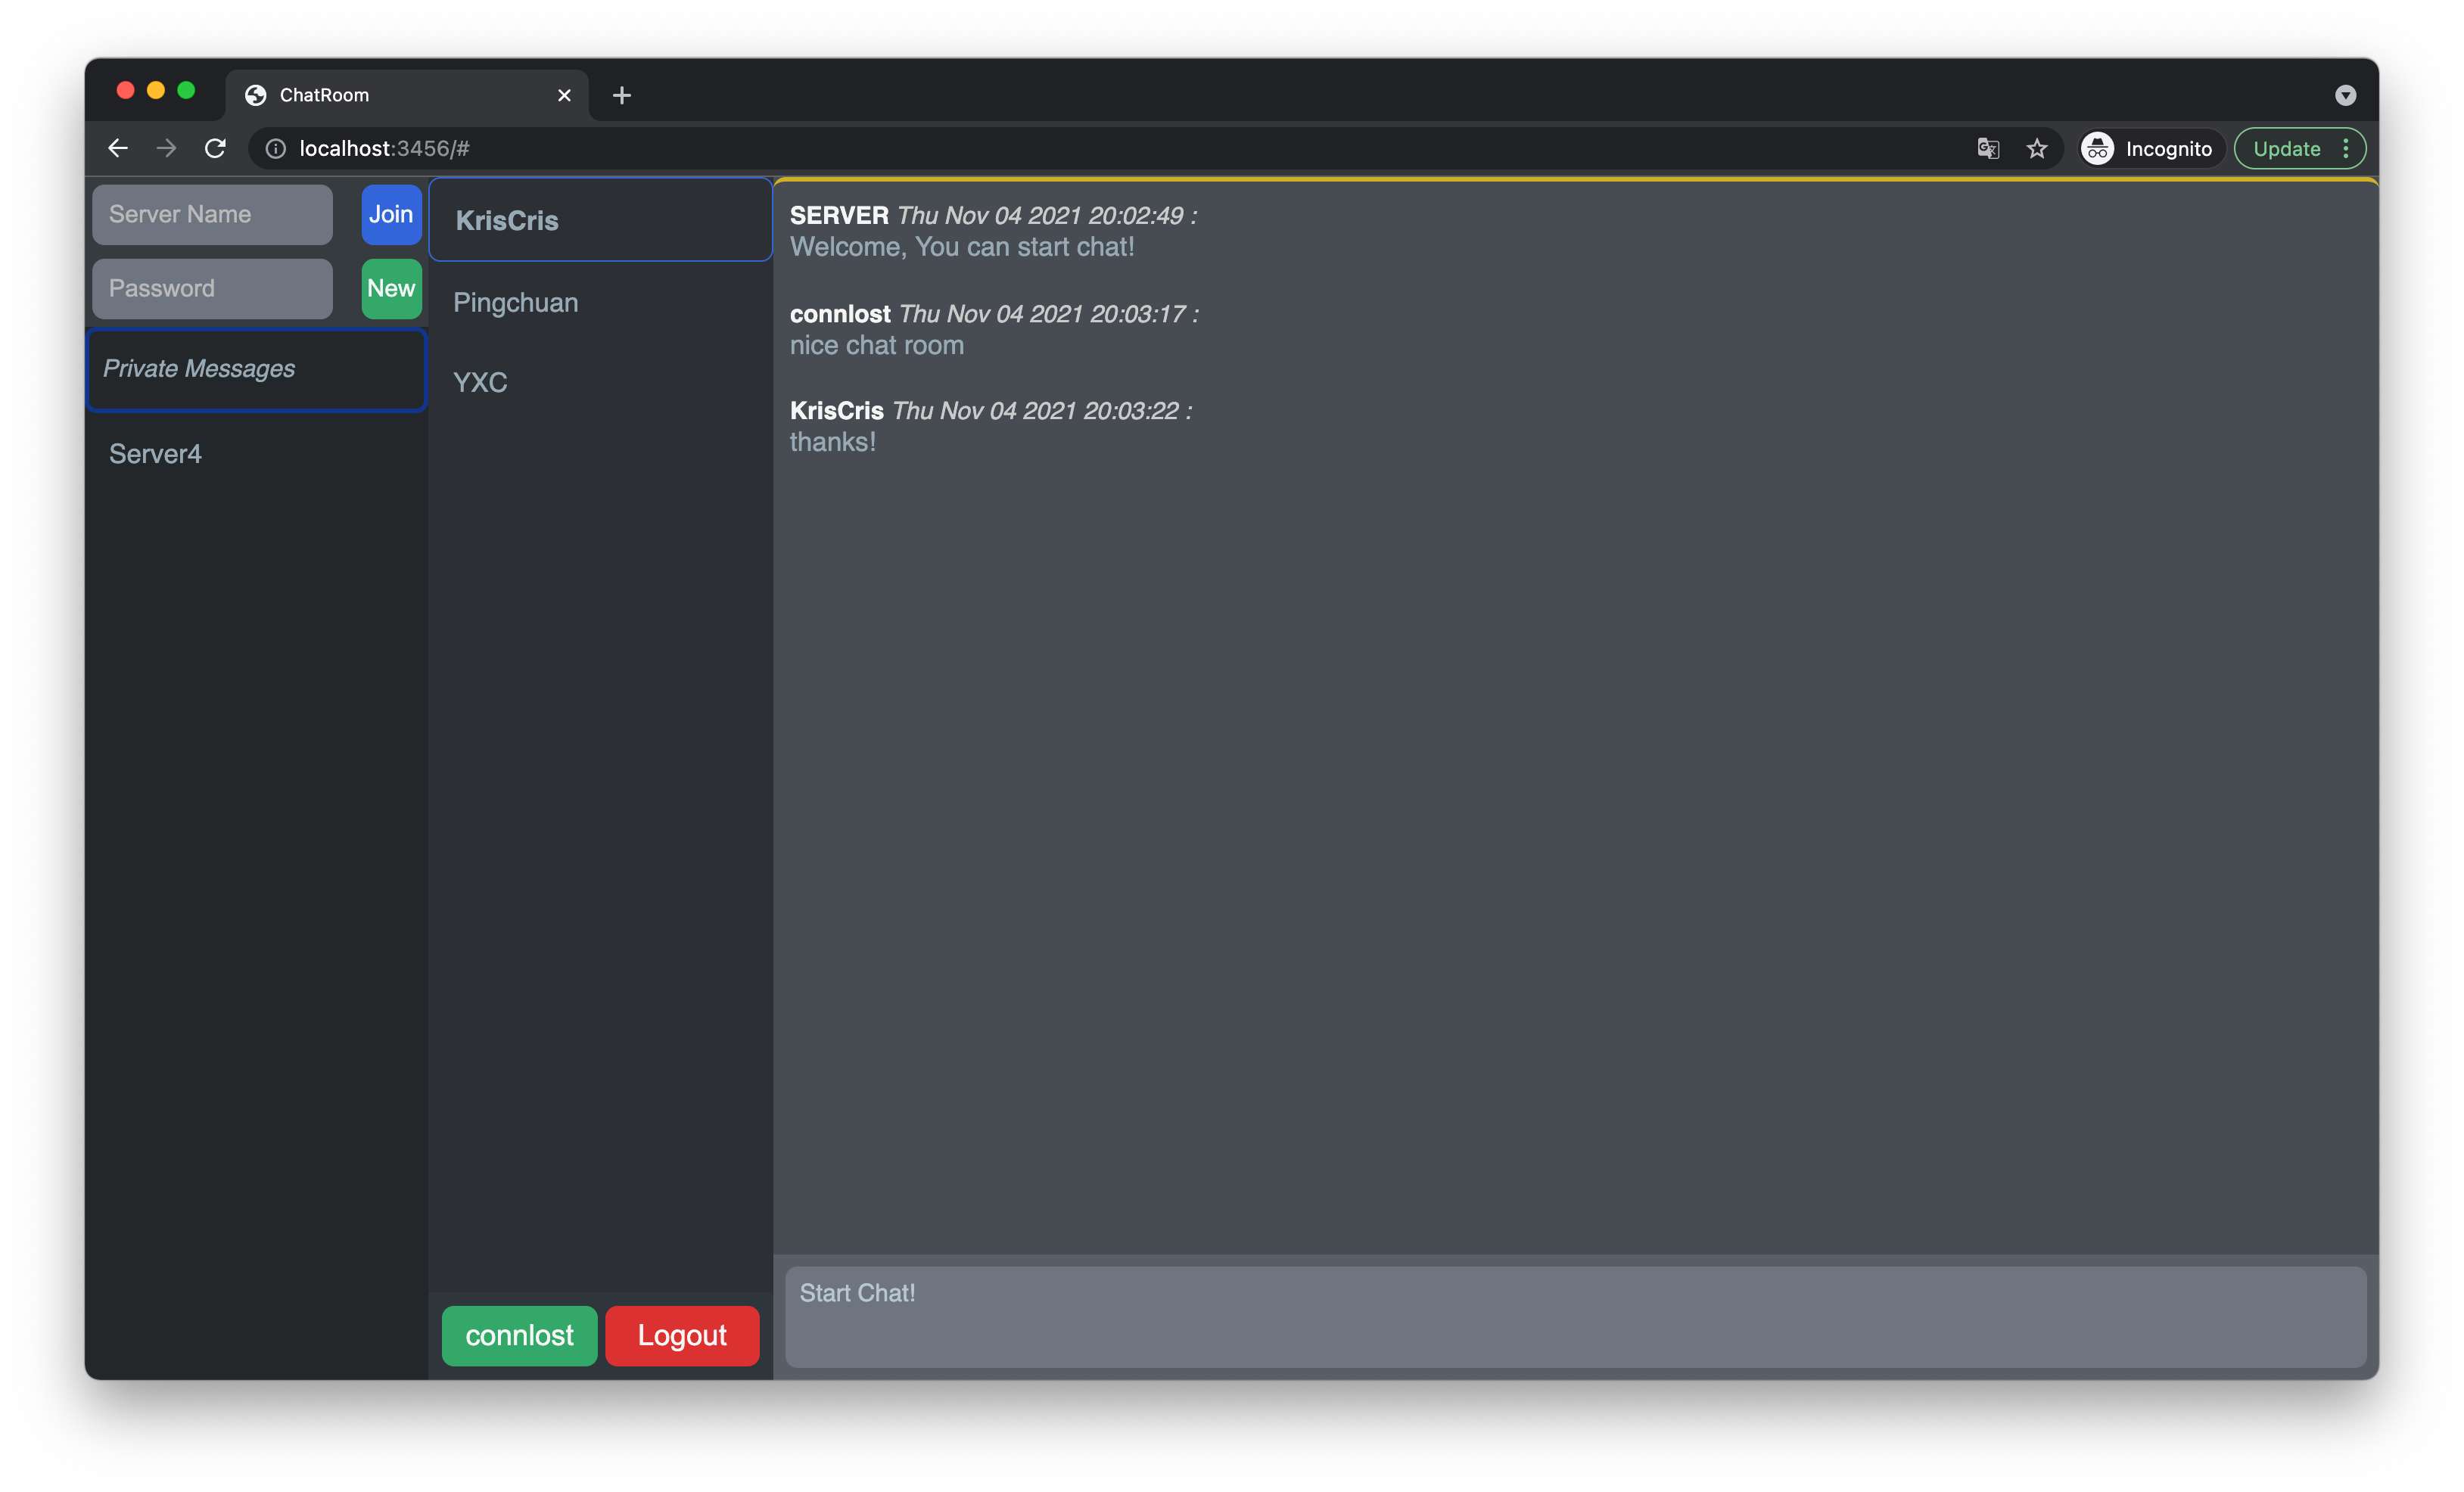 ChatRoom
localhost:3456/#
Incognito
Update
Server Name
Join
Password
New
Private Messages
Server4
KrisCris
Pingchuan
YXC
connlost
Logout
SERVER Thu Nov 04 2021 20:02:49 :
Welcome, You can start chat!
connlost Thu Nov 04 2021 20:03:17 :
nice chat room
KrisCris Thu Nov 04 2021 20:03:22 :
thanks!
Start Chat!